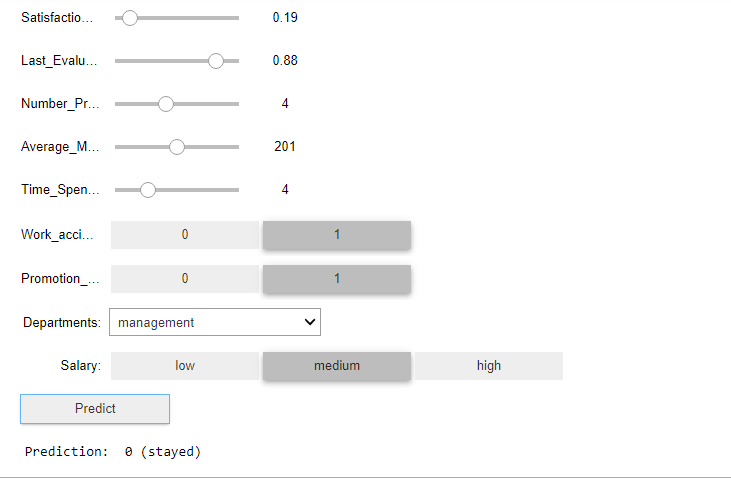 Satisfactio... 0.19
Last_Evalu... 0.88
Number_Pr... 4
Average_M... 201
Time_Spen... 4
Work_acci... 0 1
Promotion_... 0 1
Departments: management
Salary: low medium high
Predict
Prediction: 0 (stayed)